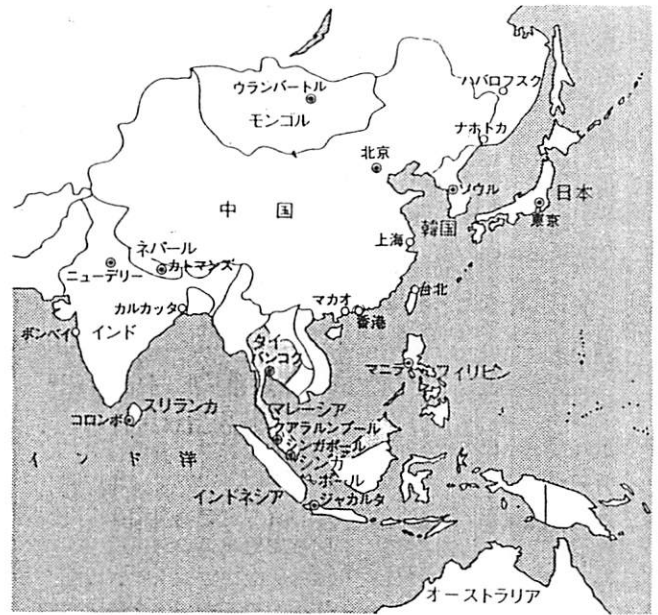 ハバロフスク
ウランバートル
モンゴル
ナホトカ
北京
ソウル
日本
中国
韓国
東京
上海
ネパール
カトマンズ
ニューデリー
台北
カルカッタ
マカオ
香港
ボンベイ
インド
タイ
バンコク
マニラ
フィリピン
スリランカ
コロンボ
マレーシア
クアラルンプール
シンガポール
シンガ
ポール
インド洋
インドネシア
ジャカルタ
オーストラリア